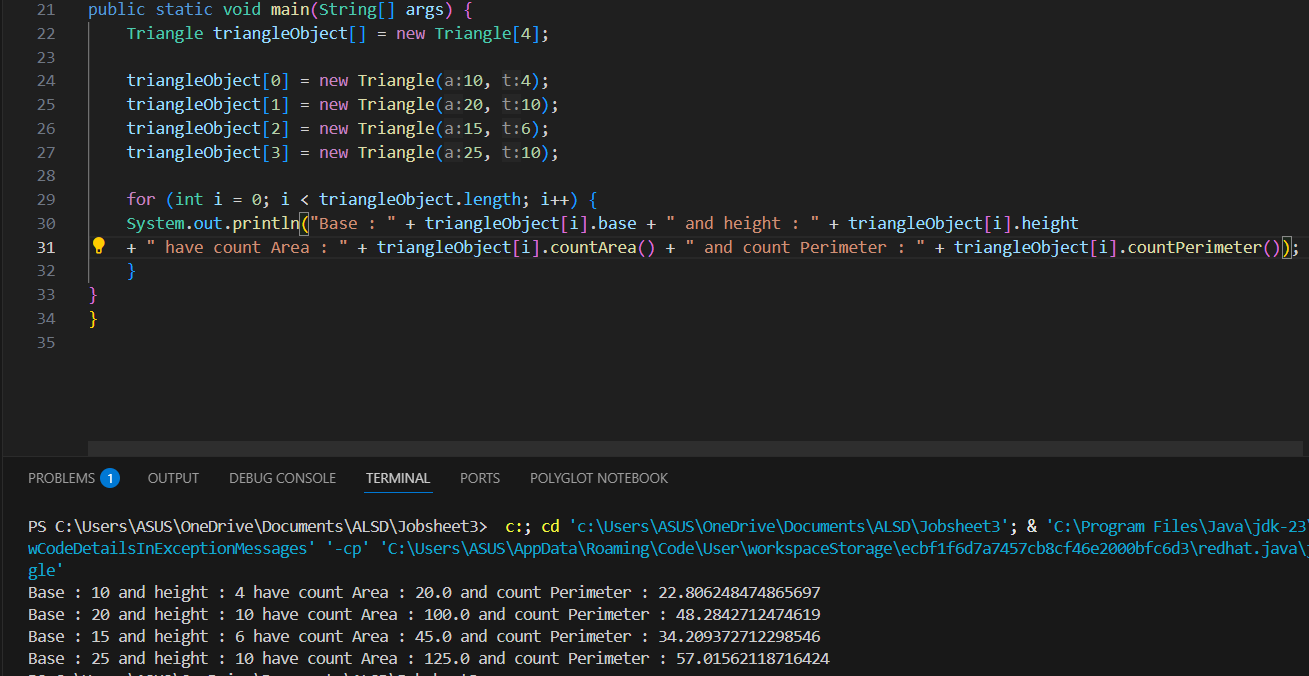 21 public static void main(String[] args) {
22 Triangle triangleObject[] = new Triangle[4];
23
24 triangleObject[0] = new Triangle(a:10, t:4);
25 triangleObject[1] = new Triangle(a:20, t:10);
26 triangleObject[2] = new Triangle(a:15, t:6);
27 triangleObject[3] = new Triangle(a:25, t:10);
28
29 for (int i = 0; i < triangleObject.length; i++) {
30 System.out.println("Base : " + triangleObject[i].base + " and height : " + triangleObject[i].height
31 + " have count Area : " + triangleObject[i].countArea() + " and count Perimeter : " + triangleObject[i].countPerimeter());
32 }
33 }
34 }
35
PROBLEMS 1 OUTPUT DEBUG CONSOLE TERMINAL PORTS POLYGLOT NOTEBOOK
PS C:\Users\ASUS\OneDrive\Documents\ALSD\Jobsheet3> c:; cd 'c:\Users\ASUS\OneDrive\Documents\ALSD\Jobsheet3'; & 'C:\Program Files\Java\jdk-23\
wCodeDetailsInExceptionMessages' '-cp' 'C:\Users\ASUS\AppData\Roaming\Code\User\workspaceStorage\ecbf1f6d7a7457cb8cf46e2000bfc6d3\redhat.java\j
gle'
Base : 10 and height : 4 have count Area : 20.0 and count Perimeter : 22.806248474865697
Base : 20 and height : 10 have count Area : 100.0 and count Perimeter : 48.2842712474619
Base : 15 and height : 6 have count Area : 45.0 and count Perimeter : 34.209372712298546
Base : 25 and height : 10 have count Area : 125.0 and count Perimeter : 57.01562118716424